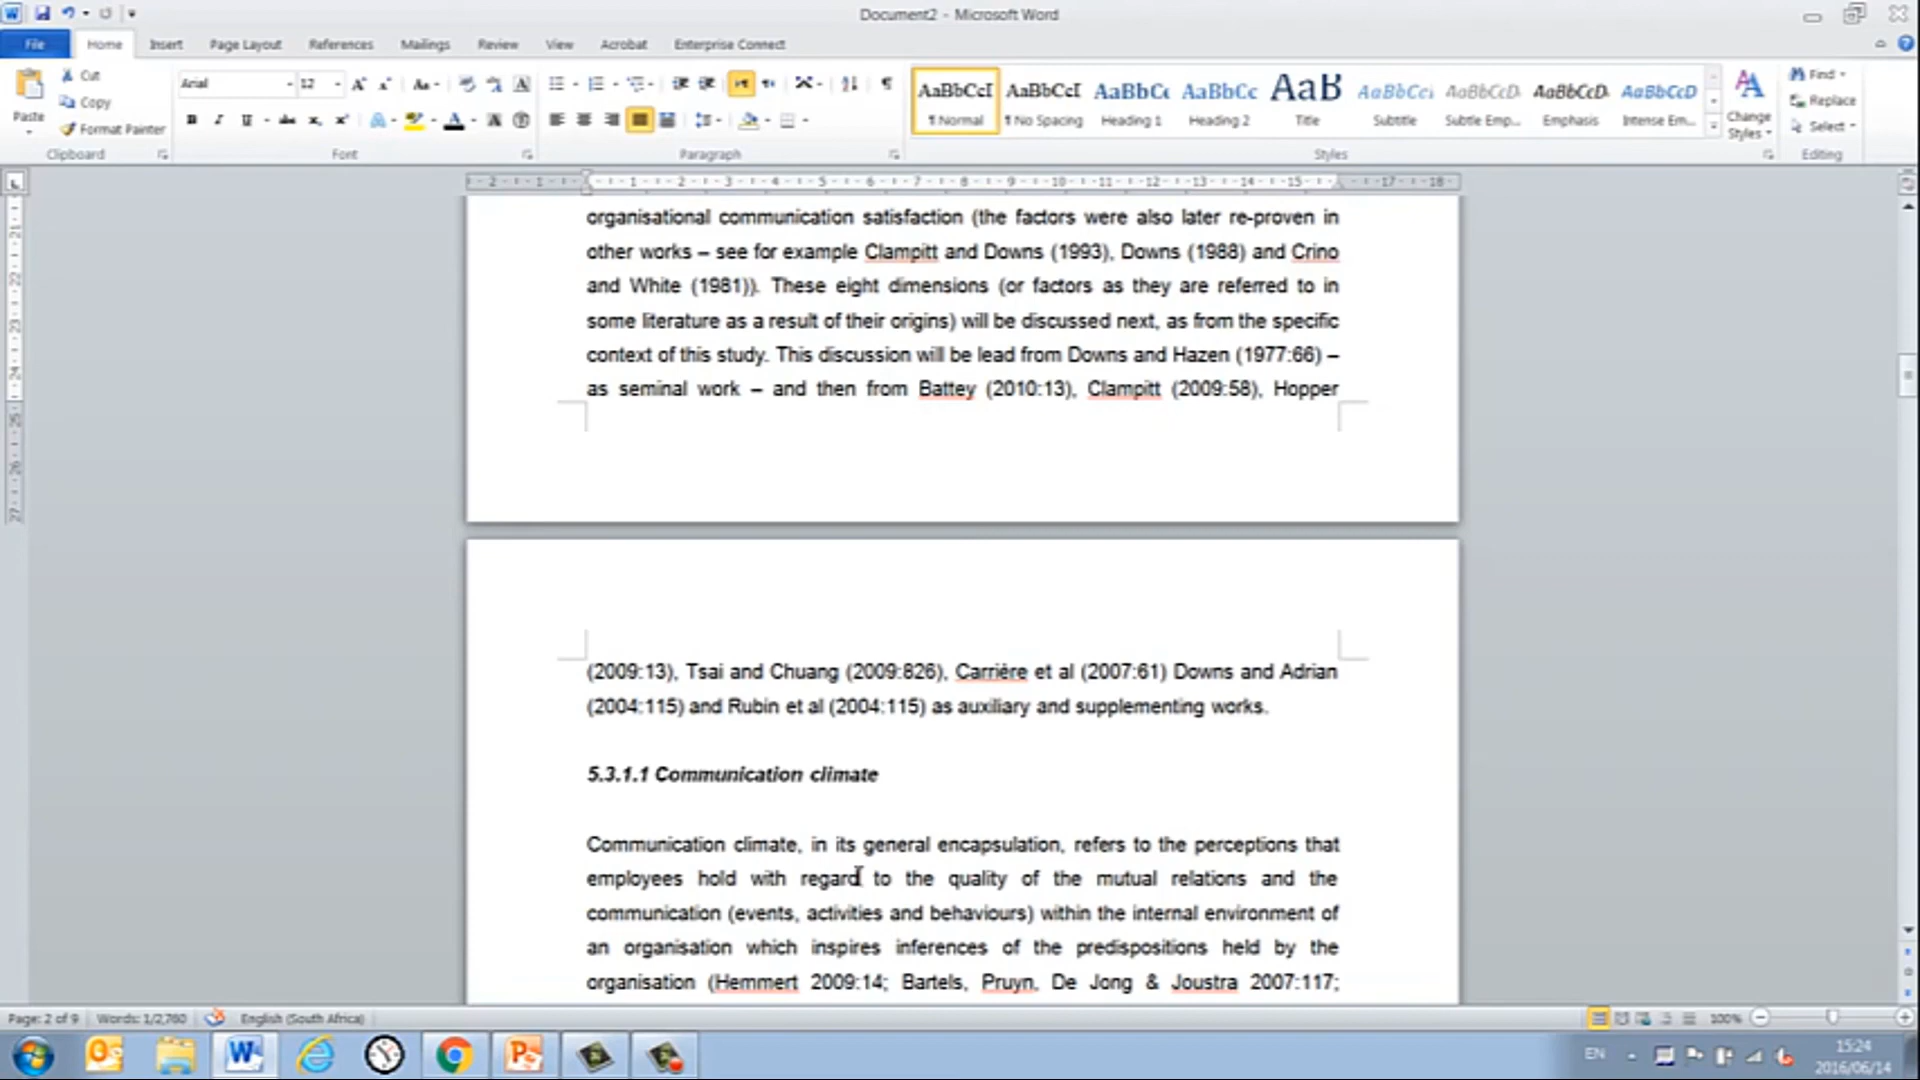 Document2 - Microsoft Word
File Home Insert Page Layout References Mailings Review View Acrobat Enterprise Connect
Paste
Cut
Copy
Format Painter
Clipboard
Arial 12
Font
Paragraph
AaBbCcI AaBbCcI AaBbCc AaBbCc AaB AaBbCcI AaBbCcD AaBbCcD AaBbCcD
¶ Normal ¶ No Spacing Heading 1 Heading 2 Title Subtitle Subtle Emp... Emphasis Intense Em...
Change
Styles
Styles
Find
Replace
Select
Editing
organisational communication satisfaction (the factors were also later re-proven in
other works – see for example Clampitt and Downs (1993), Downs (1988) and Crino
and White (1981)). These eight dimensions (or factors as they are referred to in
some literature as a result of their origins) will be discussed next, as from the specific
context of this study. This discussion will be lead from Downs and Hazen (1977:66) –
as seminal work – and then from Battey (2010:13), Clampitt (2009:58), Hopper
(2009:13), Tsai and Chuang (2009:826), Carrière et al (2007:61) Downs and Adrian
(2004:115) and Rubin et al (2004:115) as auxiliary and supplementing works.
5.3.1.1 Communication climate
Communication climate, in its general encapsulation, refers to the perceptions that
employees hold with regard to the quality of the mutual relations and the
communication (events, activities and behaviours) within the internal environment of
an organisation which inspires inferences of the predispositions held by the
organisation (Hemmert 2009:14; Bartels, Pruyn, De Jong & Joustra 2007:117;
Page: 2 of 9 Words: 1/2,760 English (South Africa) 100%
EN
15:24
2016/06/14